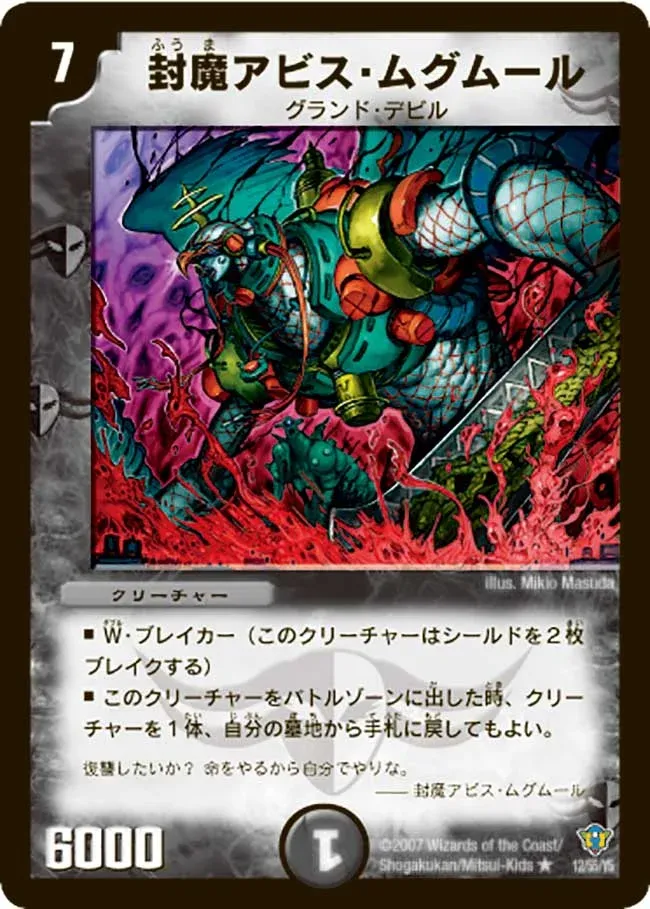 7
封魔アビス・ムグムール
グランド・デビル
illus. Mikio Masuda
クリーチャー
■ W・ブレイカー（このクリーチャーはシールドを２枚
ブレイクする）
■ このクリーチャーをバトルゾーンに出した時、クリー
チャーを１体、自分の墓地から手札に戻してもよい。
復讐したいか？ 命をやるから自分でやりな。
—— 封魔アビス・ムグムール
6000
1
©2007 Wizards of the Coast/
Shogakukan/Mitsui-Kids ★ 12/55/Y5